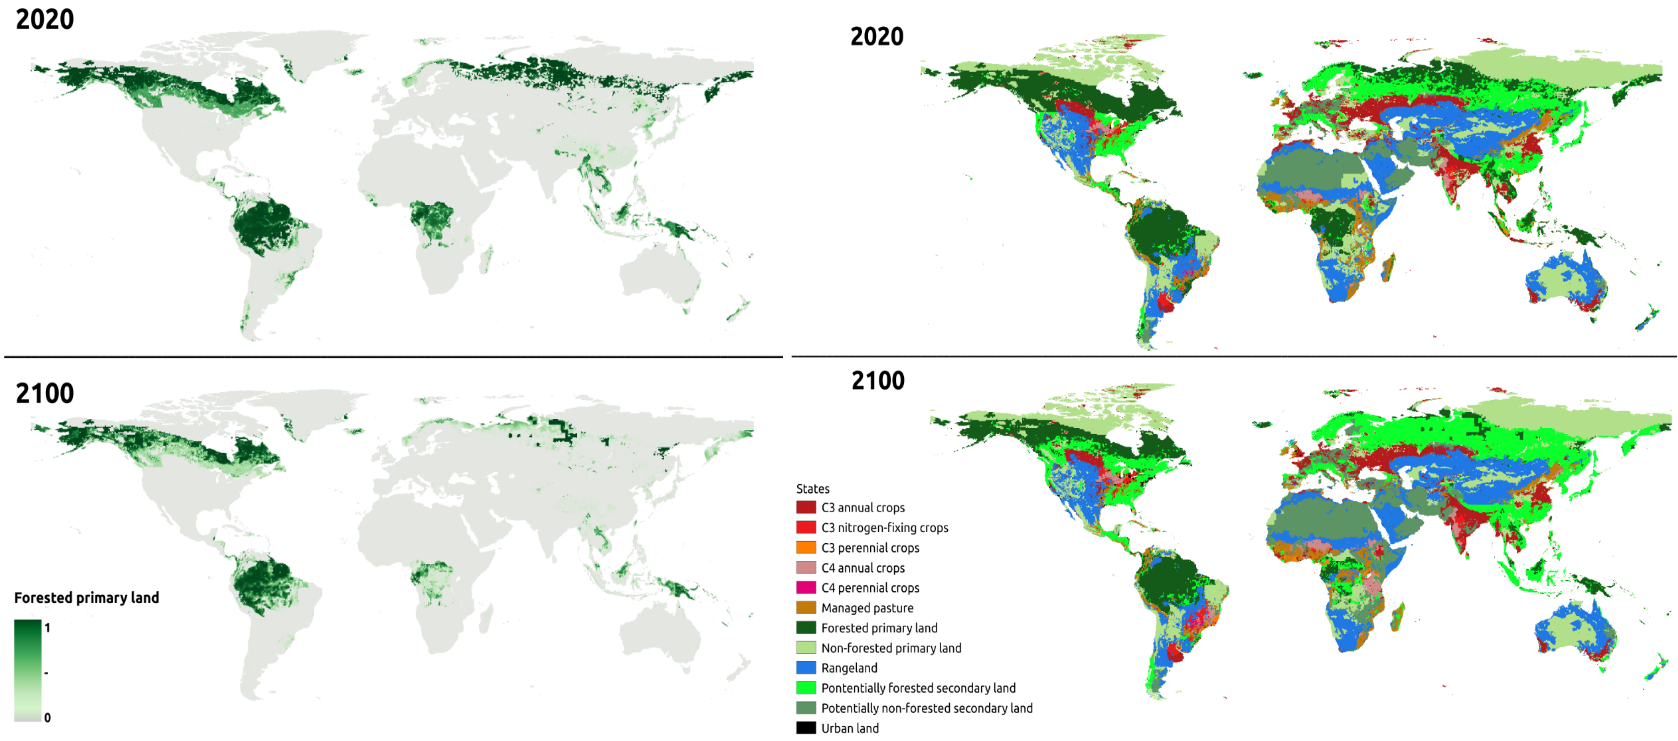 2020
2020
2100
2100
Forested primary land
1
-
0
States
C3 annual crops
C3 nitrogen-fixing crops
C3 perennial crops
C4 annual crops
C4 perennial crops
Managed pasture
Forested primary land
Non-forested primary land
Rangeland
Pontentially forested secondary land
Potentially non-forested secondary land
Urban land